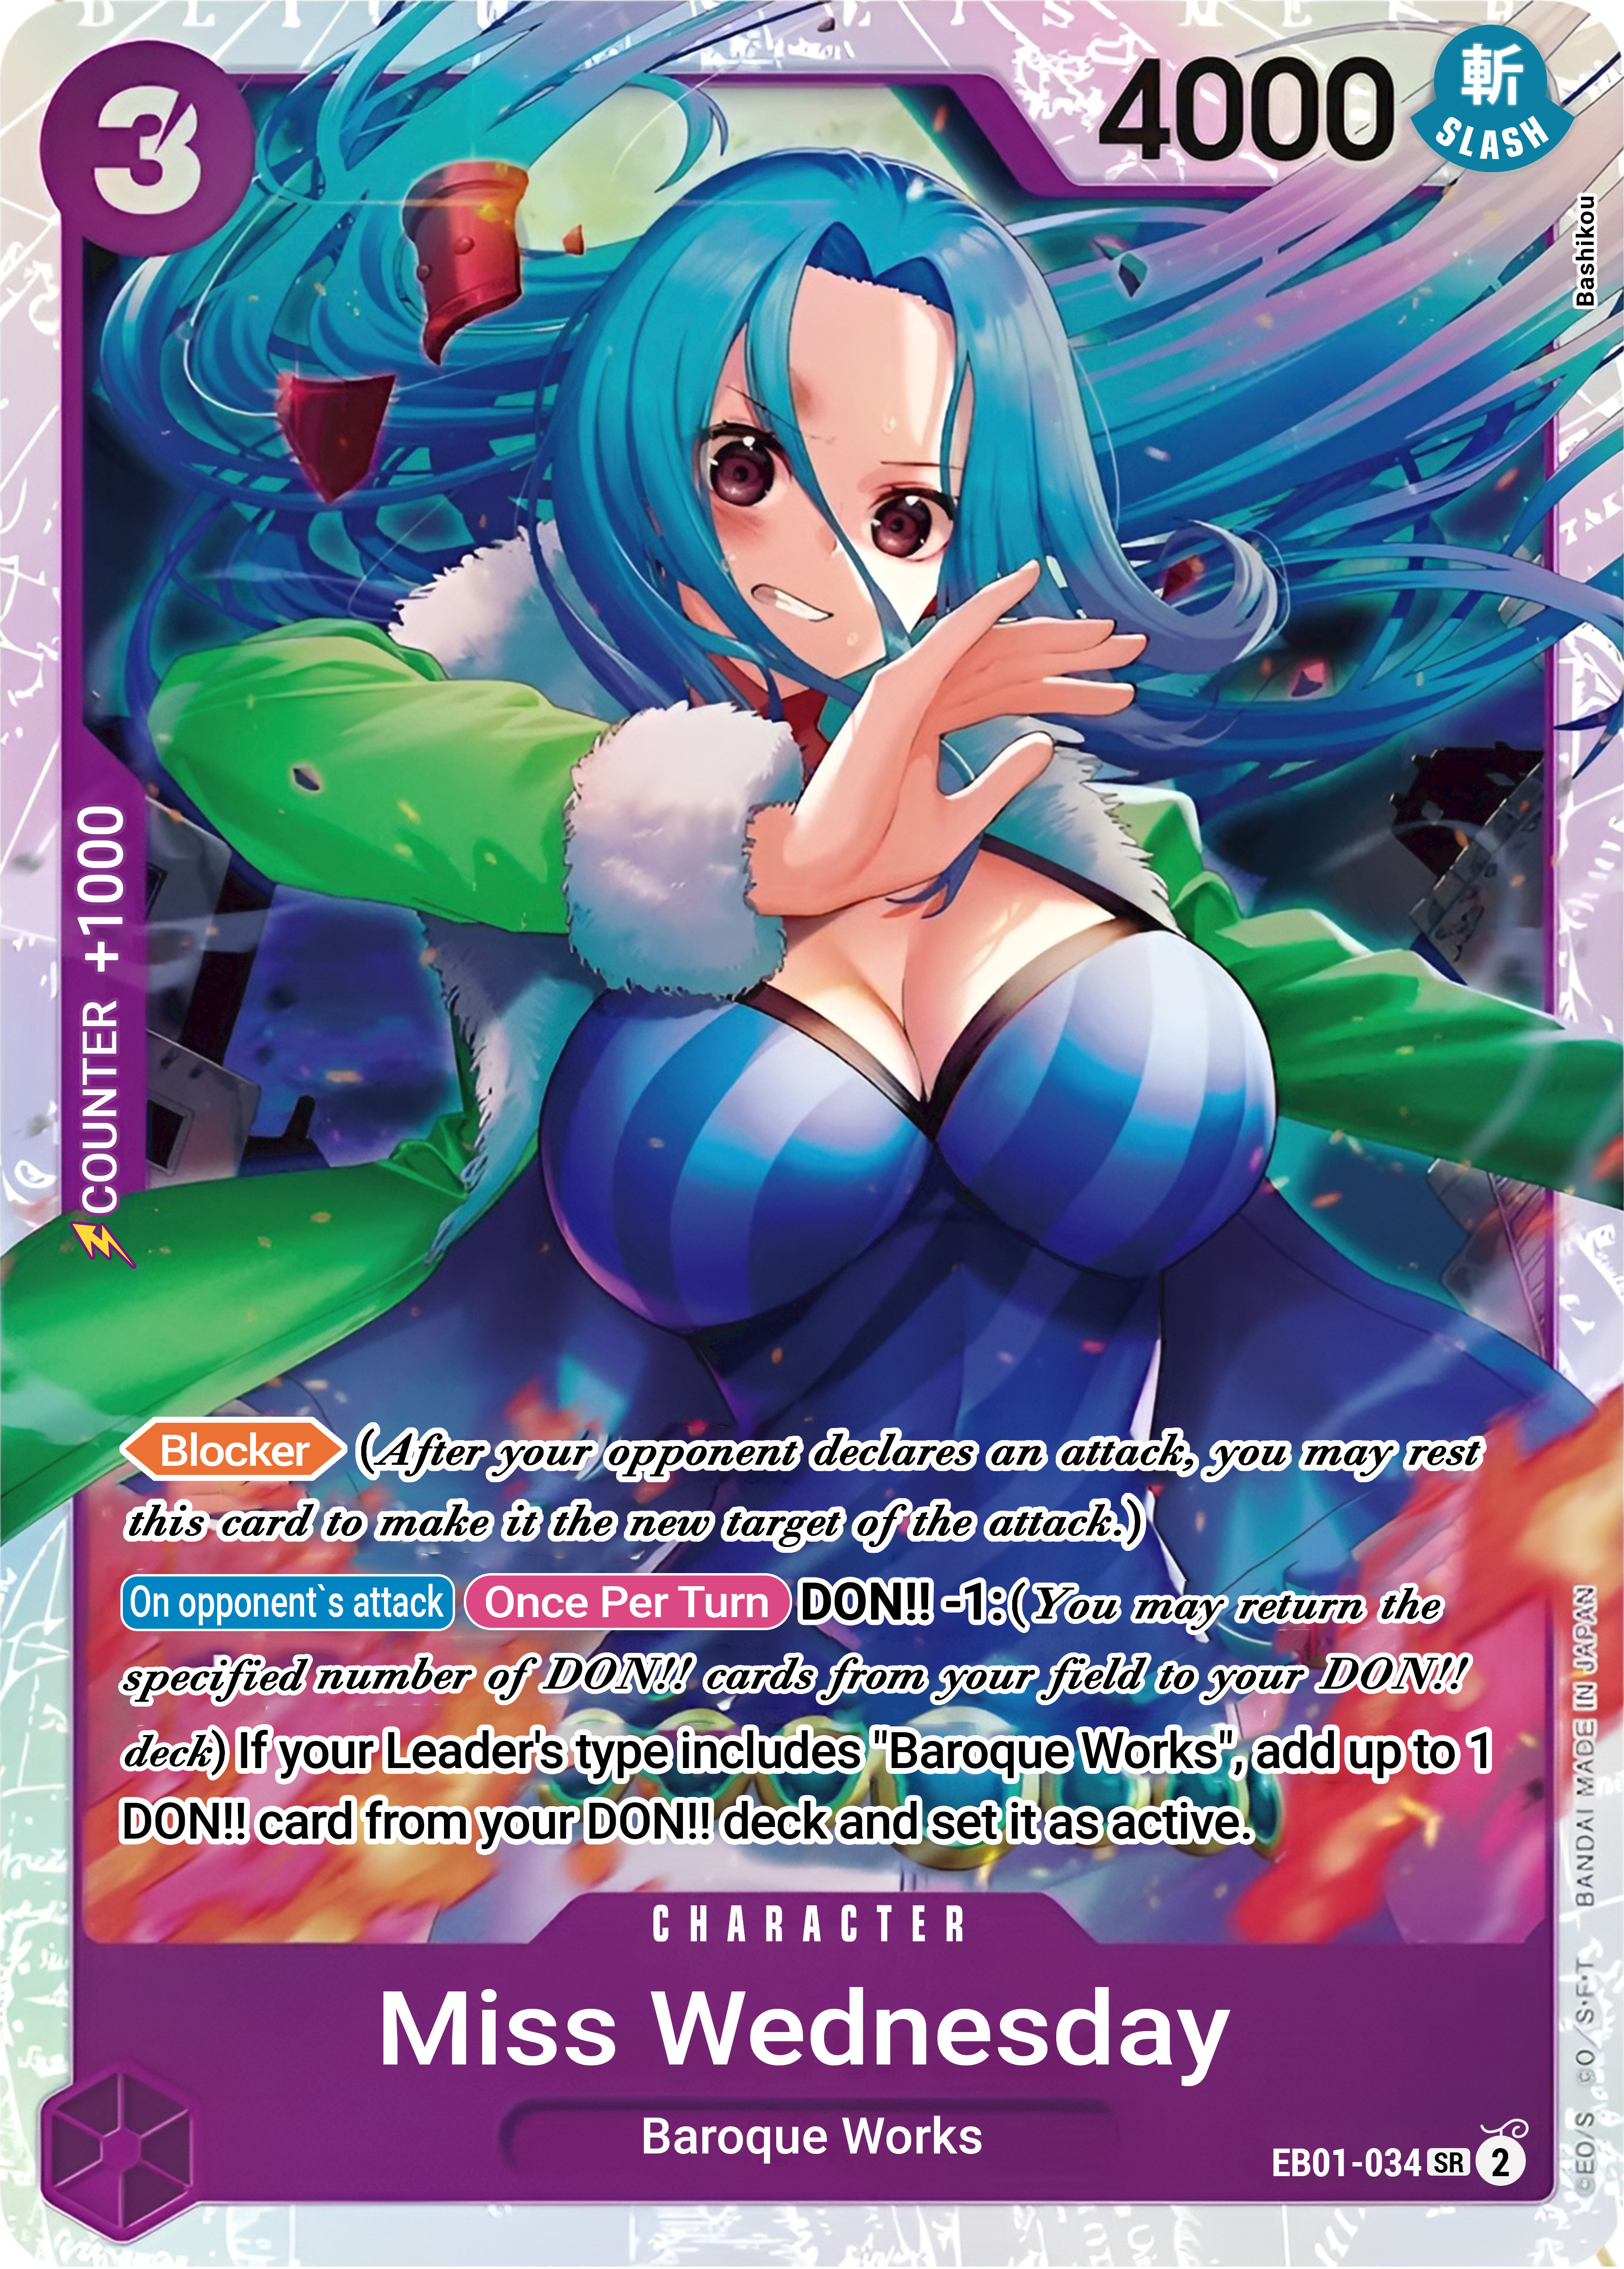 3
4000
斬
SLASH
Bashikou
COUNTER +1000
Blocker (After your opponent declares an attack, you may rest
this card to make it the new target of the attack.)
On opponent`s attack Once Per Turn DON!! -1:(You may return the
specified number of DON!! cards from your field to your DON!!
deck) If your Leader's type includes "Baroque Works", add up to 1
DON!! card from your DON!! deck and set it as active.
CHARACTER
Miss Wednesday
Baroque Works
EB01-034 SR 2
©EO/S ©O/S·F·T BANDAI MADE IN JAPAN